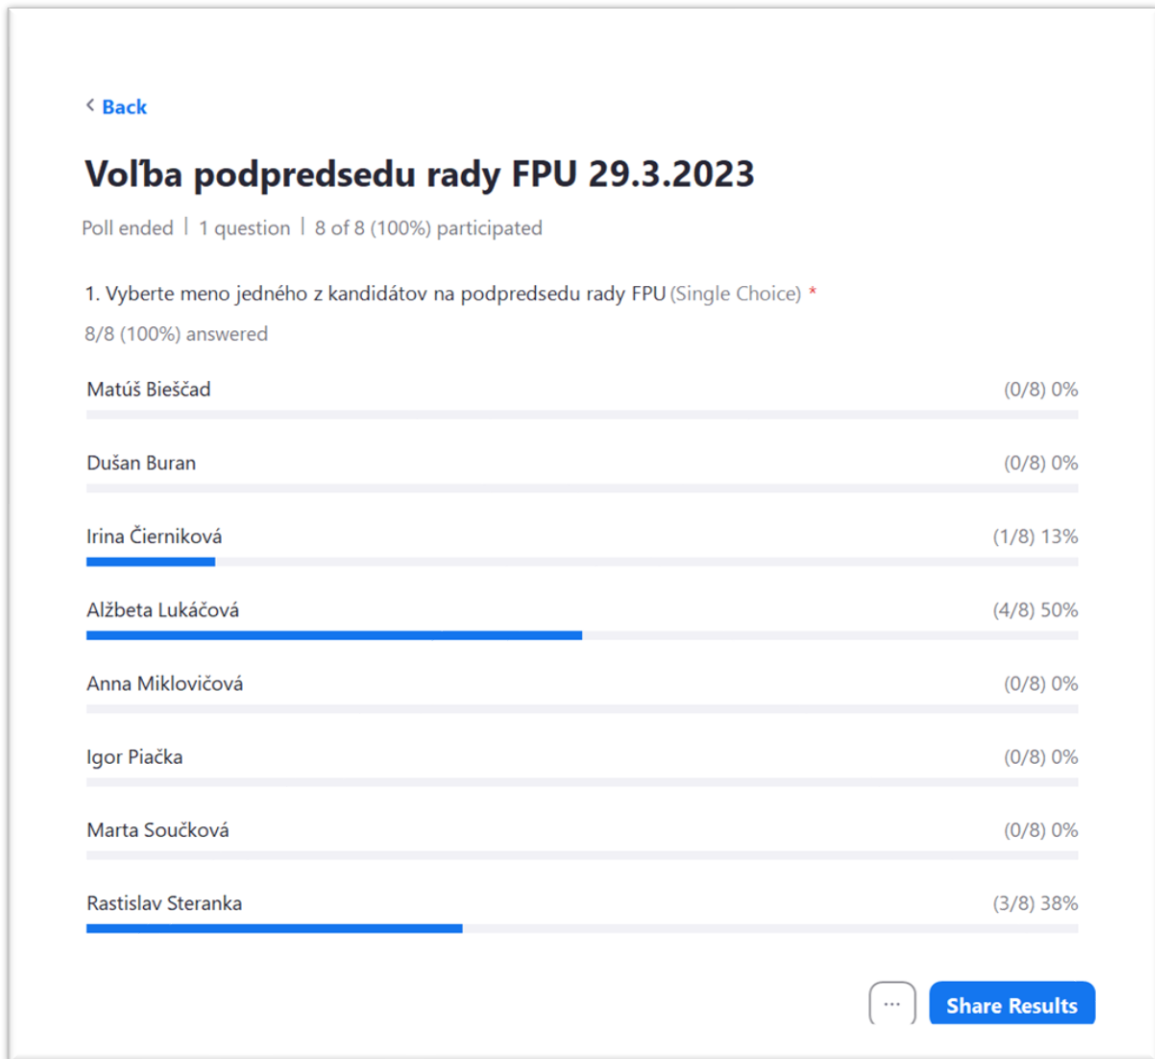 < Back
Voľba podpredsedu rady FPU 29.3.2023
Poll ended | 1 question | 8 of 8 (100%) participated
1. Vyberte meno jedného z kandidátov na podpredsedu rady FPU (Single Choice) *
8/8 (100%) answered
Matúš Bieščad (0/8) 0%
Dušan Buran (0/8) 0%
Irina Čierniková (1/8) 13%
Alžbeta Lukáčová (4/8) 50%
Anna Miklovičová (0/8) 0%
Igor Piačka (0/8) 0%
Marta Součková (0/8) 0%
Rastislav Steranka (3/8) 38%
... Share Results